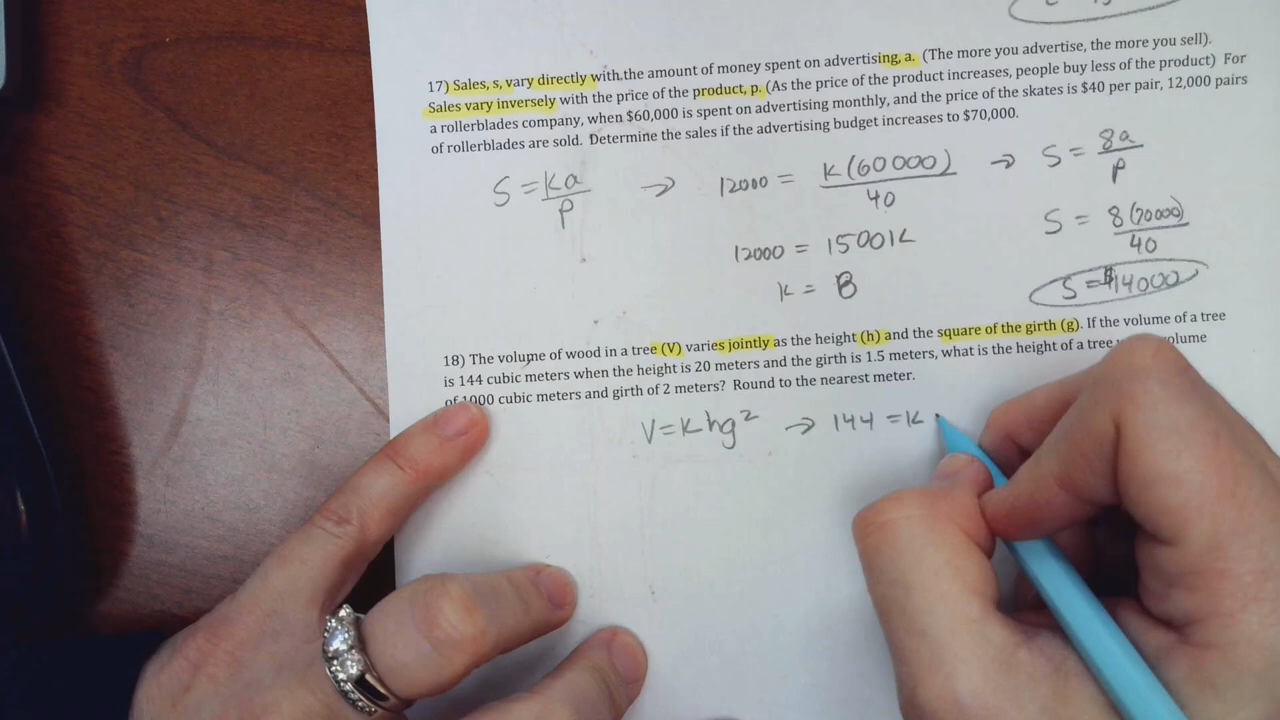 17) Sales, s, vary directly with the amount of money spent on advertising, a. (The more you advertise, the more you sell).
Sales vary inversely with the price of the product, p. (As the price of the product increases, people buy less of the product) For
a rollerblades company, when $60,000 is spent on advertising monthly, and the price of the skates is $40 per pair, 12,000 pairs
of rollerblades are sold. Determine the sales if the advertising budget increases to $70,000.
S = ka/p → 12000 = k(60000)/40 → S = 8a/p
12000 = 1500k
S = 8(70000)/40
k = 8
S = $14000
18) The volume of wood in a tree (V) varies jointly as the height (h) and the square of the girth (g). If the volume of a tree
is 144 cubic meters when the height is 20 meters and the girth is 1.5 meters, what is the height of a tree volume
of 1000 cubic meters and girth of 2 meters? Round to the nearest meter.
V = khg² → 144 = k